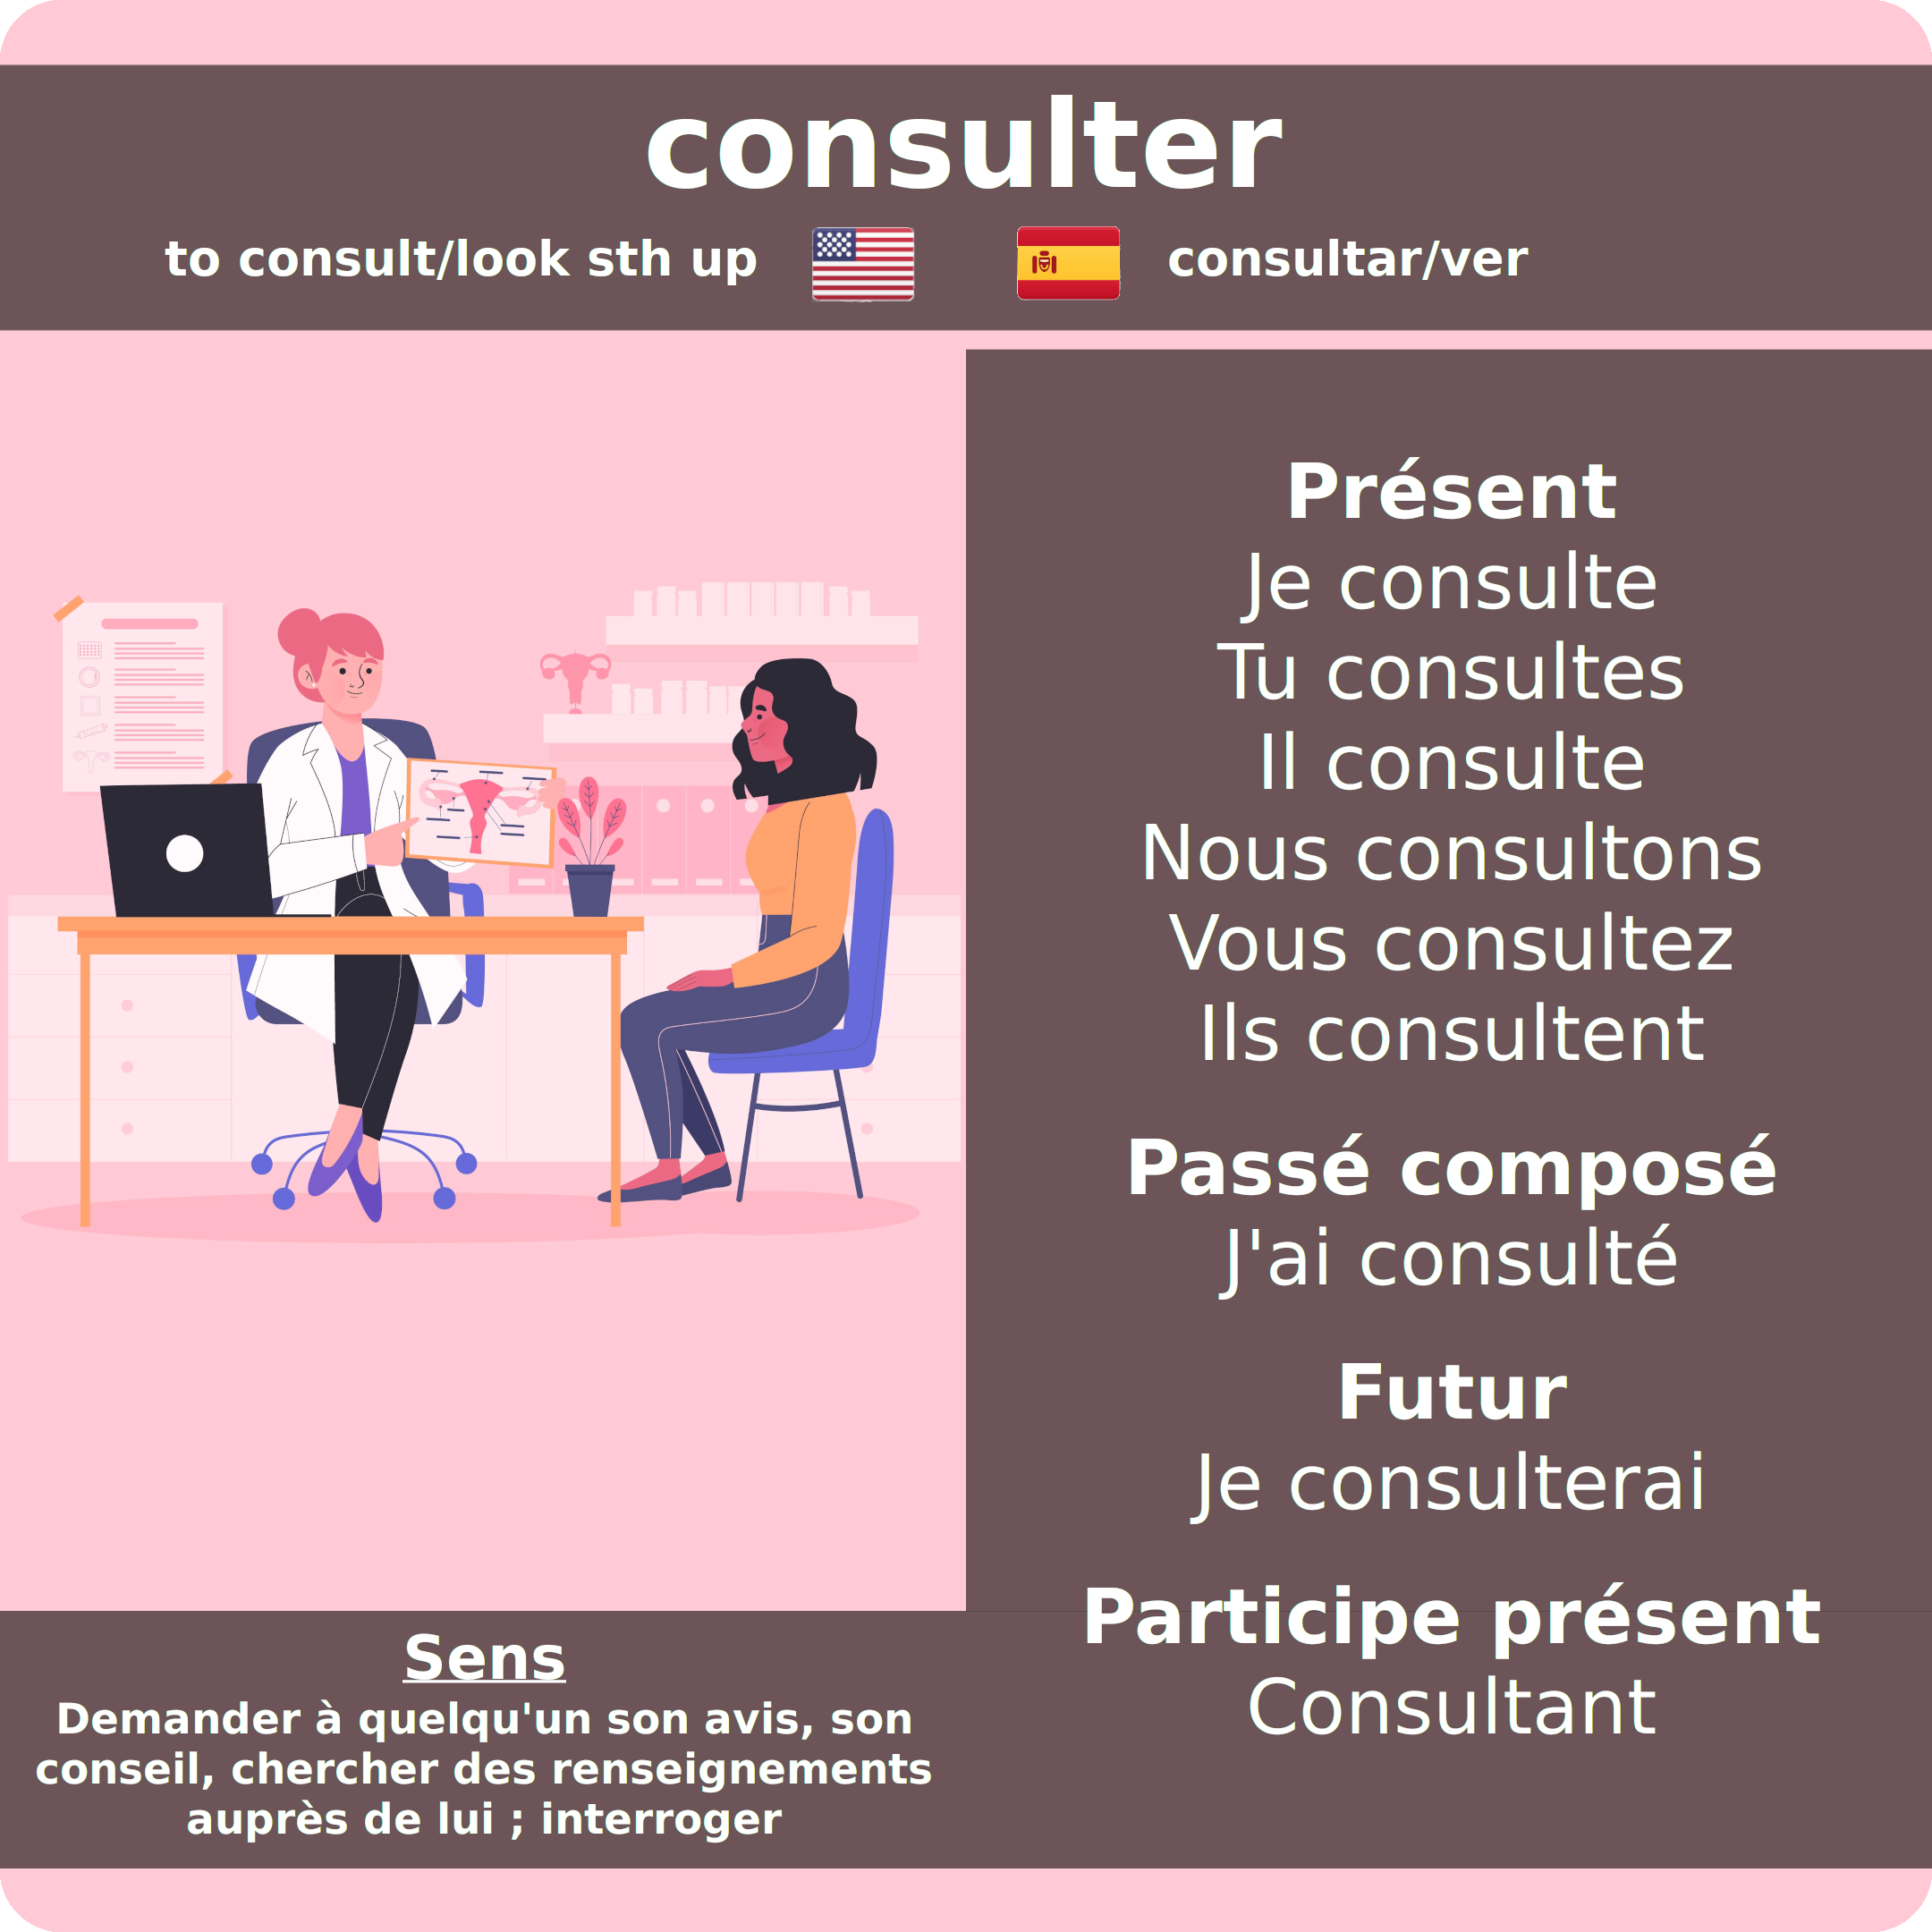 consulter
to consult/look sth up
consultar/ver
Présent
Je consulte
Tu consultes
Il consulte
Nous consultons
Vous consultez
Ils consultent
Passé composé
J'ai consulté
Futur
Je consulterai
Participe présent
Consultant
Sens
Demander à quelqu'un son avis, son
conseil, chercher des renseignements
auprès de lui ; interroger